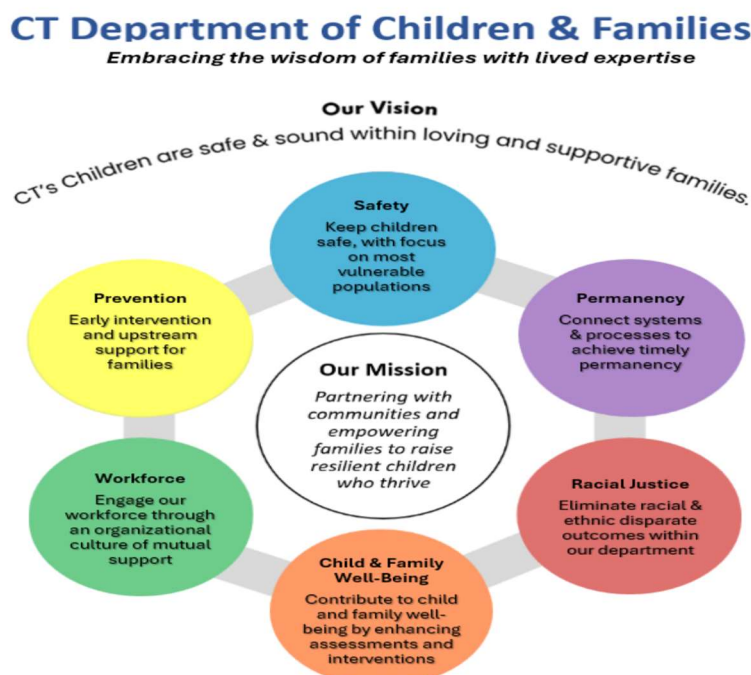 CT Department of Children & Families
Embracing the wisdom of families with lived expertise
Our Vision
CT's Children are safe & sound within loving and supportive families.
Safety
Keep children
safe, with focus
on most
vulnerable
populations
Prevention
Early intervention
and upstream
support for
families
Permanency
Connect systems
& processes to
achieve timely
permanency
Our Mission
Partnering with
communities and
empowering
families to raise
resilient children
who thrive
Workforce
Engage our
workforce through
an organizational
culture of mutual
support
Racial Justice
Eliminate racial &
ethnic disparate
outcomes within
our department
Child & Family
Well-Being
Contribute to child
and family well-
being by enhancing
assessments and
interventions